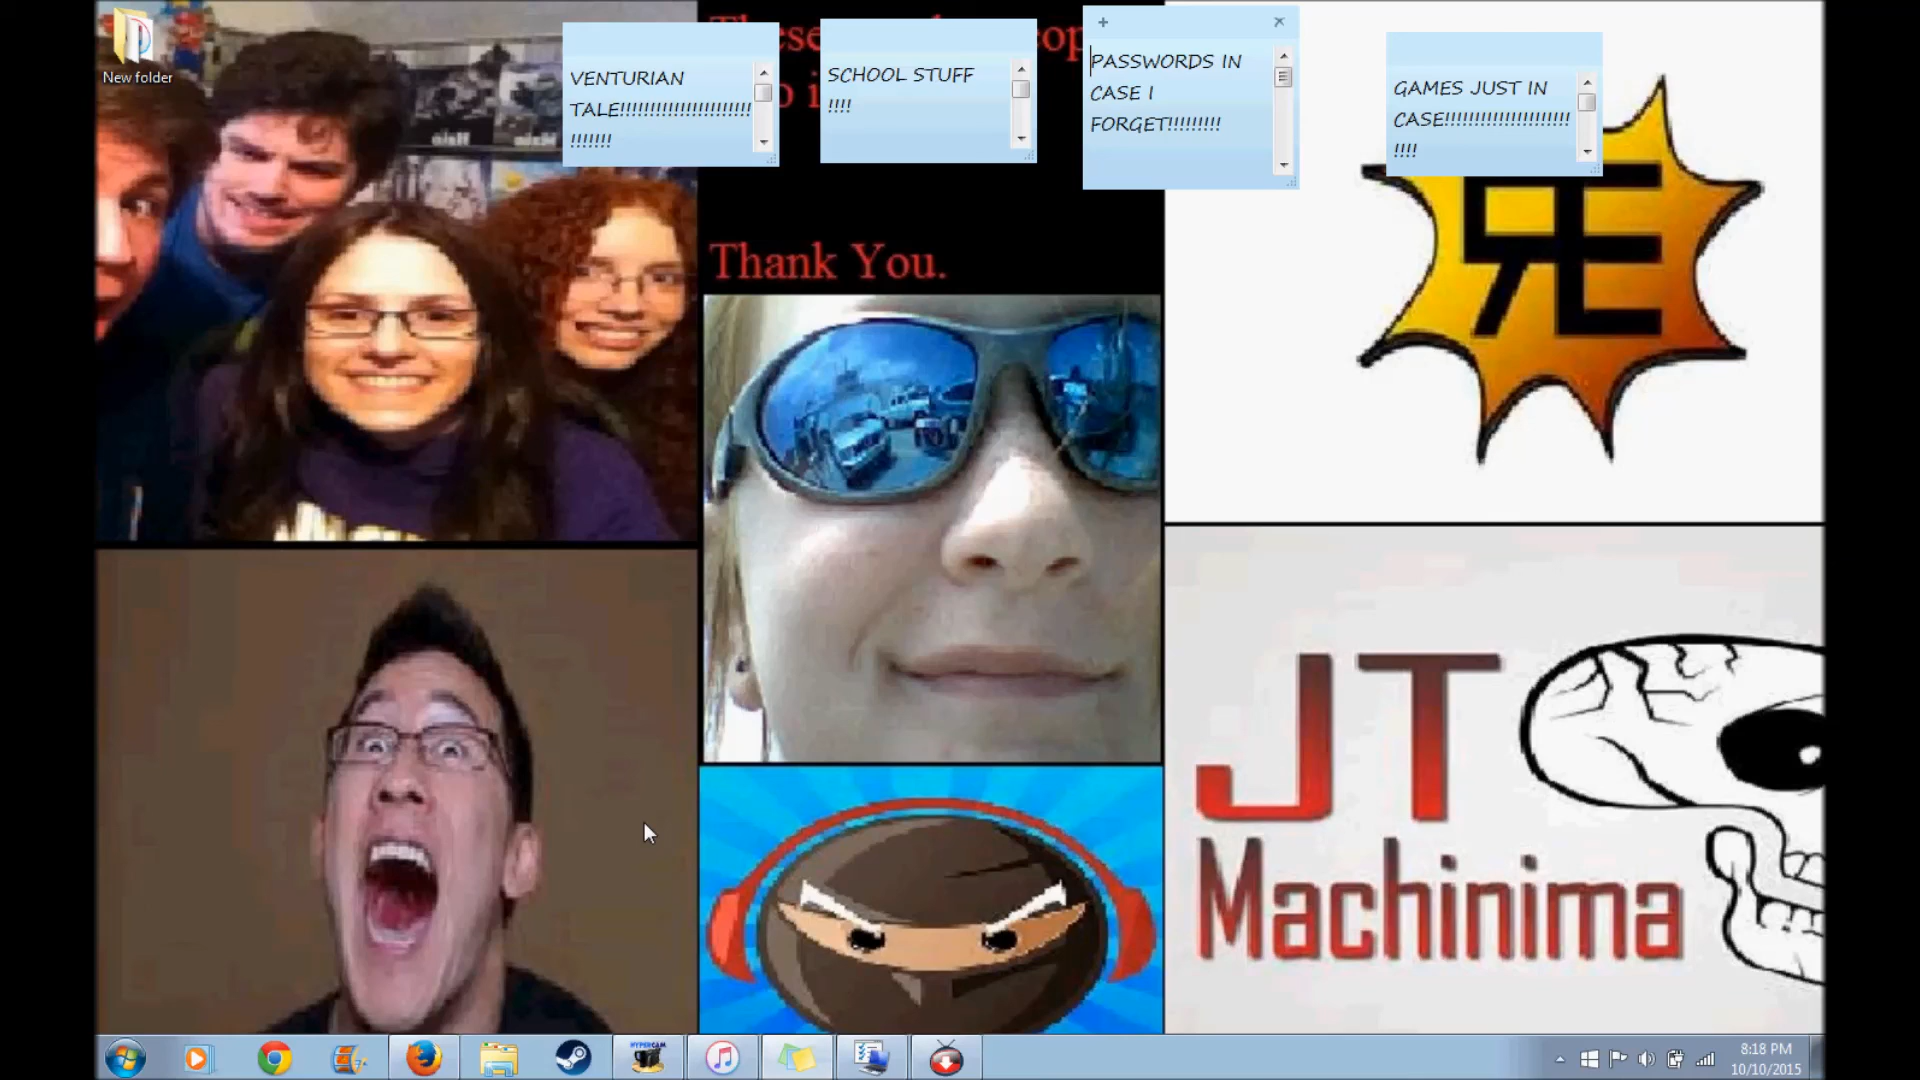 New folder
VENTURIAN
TALE!!!!!!!!!!!!!!!!!!!!!!
!!!!!!!
SCHOOL STUFF
!!!!
PASSWORDS IN
CASE I
FORGET!!!!!!!!!
GAMES JUST IN
CASE!!!!!!!!!!!!!!!!!!!!!
!!!!
Thank You.
JT
Machinima
HYPERCAM
8:18 PM
10/10/2015